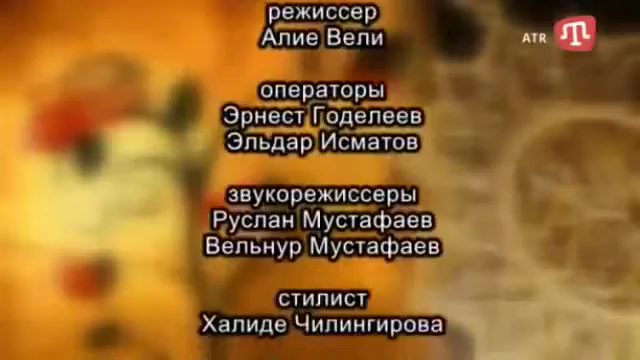 режиссер
Алие Вели
ATR
операторы
Эрнест Годелеев
Эльдар Исматов
звукорежиссеры
Руслан Мустафаев
Вельнур Мустафаев
стилист
Халиде Чилингирова